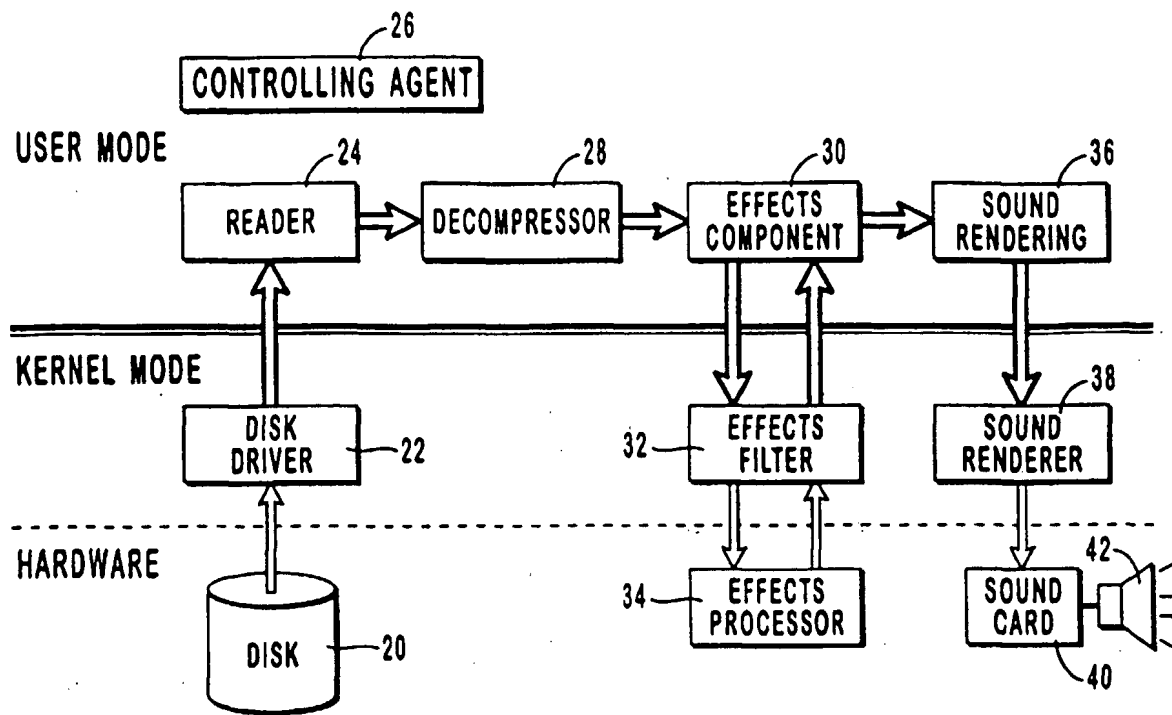 26
CONTROLLING AGENT
USER MODE
24
28
30
36
READER
DECOMPRESSOR
EFFECTS
COMPONENT
SOUND
RENDERING
KERNEL MODE
DISK
DRIVER
22
32
EFFECTS
FILTER
38
SOUND
RENDERER
HARDWARE
DISK
20
34
EFFECTS
PROCESSOR
SOUND
CARD
42
40